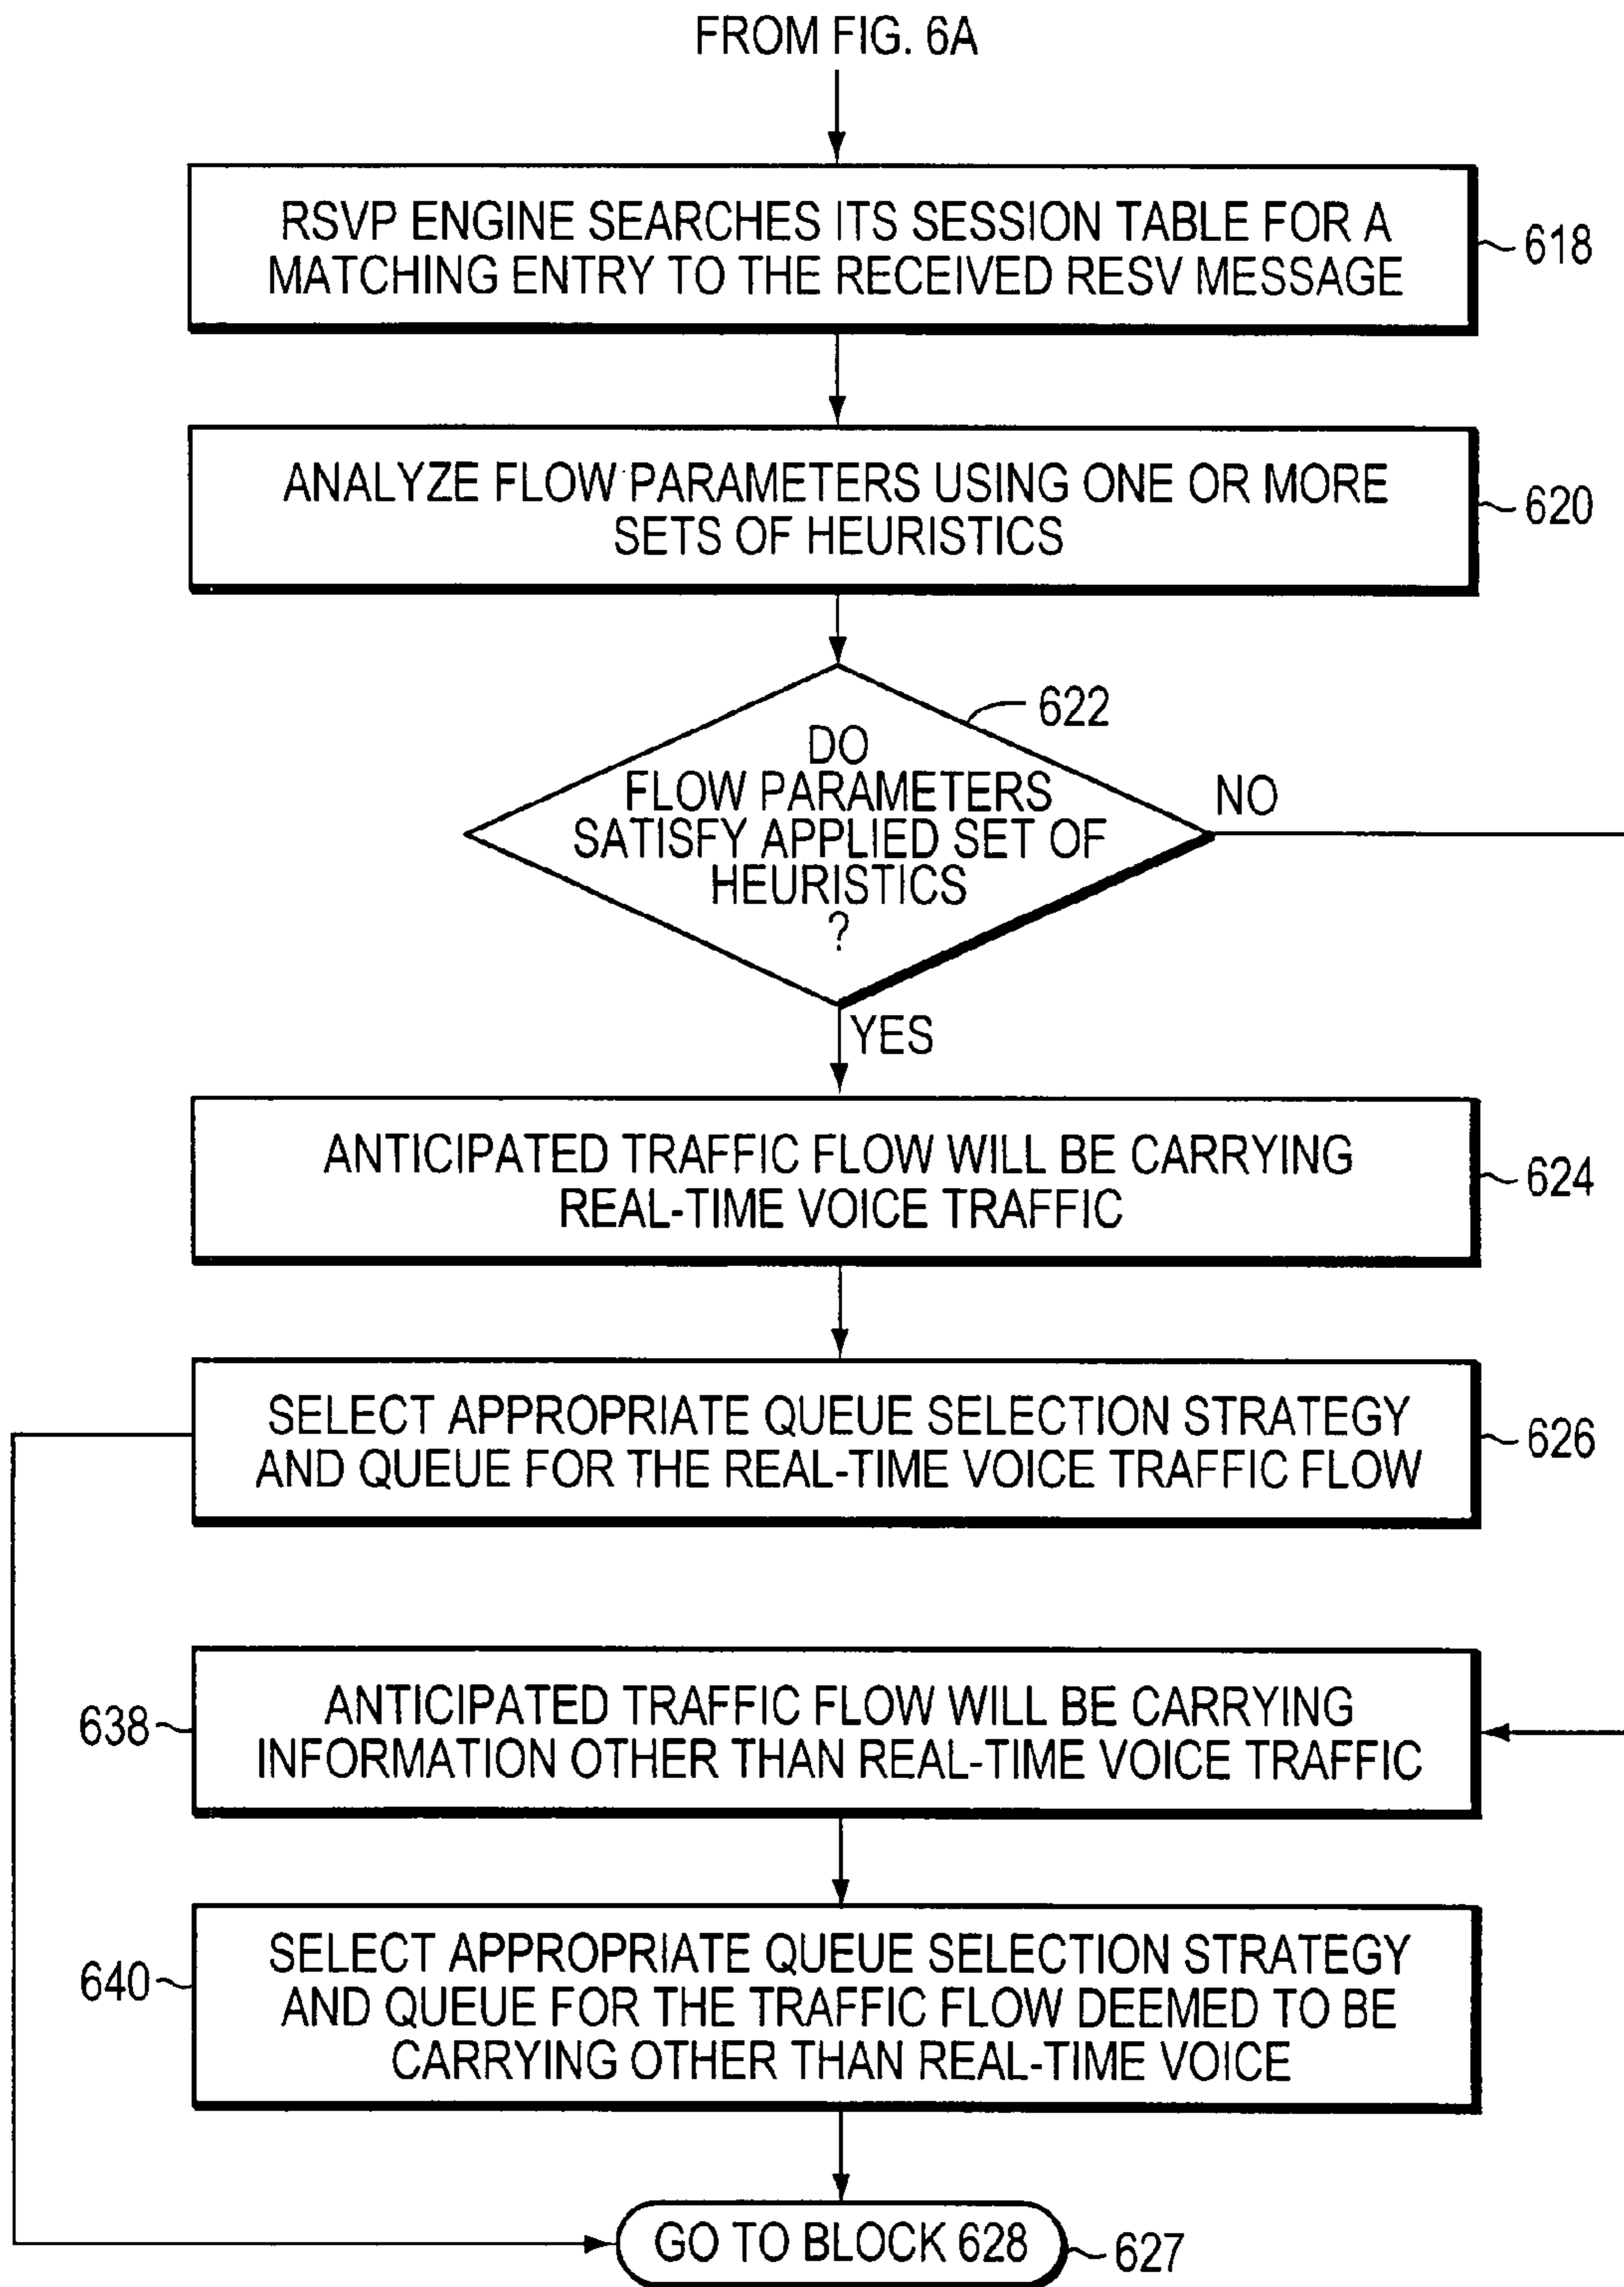 FROM FIG. 6A
RSVP ENGINE SEARCHES ITS SESSION TABLE FOR A
MATCHING ENTRY TO THE RECEIVED RESV MESSAGE
618
ANALYZE FLOW PARAMETERS USING ONE OR MORE
SETS OF HEURISTICS
620
622
DO
FLOW PARAMETERS
SATISFY APPLIED SET OF
HEURISTICS
?
NO
YES
ANTICIPATED TRAFFIC FLOW WILL BE CARRYING
REAL-TIME VOICE TRAFFIC
624
SELECT APPROPRIATE QUEUE SELECTION STRATEGY
AND QUEUE FOR THE REAL-TIME VOICE TRAFFIC FLOW
626
638
ANTICIPATED TRAFFIC FLOW WILL BE CARRYING
INFORMATION OTHER THAN REAL-TIME VOICE TRAFFIC
640
SELECT APPROPRIATE QUEUE SELECTION STRATEGY
AND QUEUE FOR THE TRAFFIC FLOW DEEMED TO BE
CARRYING OTHER THAN REAL-TIME VOICE
GO TO BLOCK 628
627